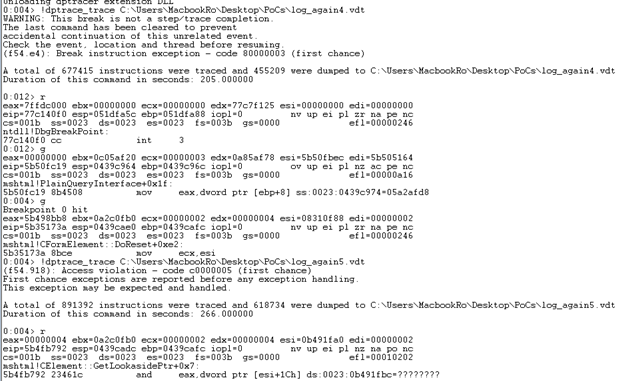 Unloading dptracer extension DLL
0:004> !dptrace_trace C:\Users\MacbookRo\Desktop\PoCs\log_again4.vdt
WARNING: This break is not a step/trace completion.
The last command has been cleared to prevent
accidental continuation of this unrelated event.
Check the event, location and thread before resuming.
(f54.e4): Break instruction exception - code 80000003 (first chance)
A total of 677415 instructions were traced and 455209 were dumped to C:\Users\MacbookRo\Desktop\PoCs\log_again4.vdt
Duration of this command in seconds: 205.000000
0:012> r
eax=7ffdc000 ebx=00000000 ecx=00000000 edx=77c7f125 esi=00000000 edi=00000000
eip=77c140f0 esp=051dfa5c ebp=051dfa88 iopl=0 nv up ei pl zr na pe nc
cs=001b ss=0023 ds=0023 es=0023 fs=003b gs=0000 efl=00000246
ntdll!DbgBreakPoint:
77c140f0 cc int 3
0:012> g
eax=00000000 ebx=0c05af20 ecx=00000003 edx=0a85af78 esi=5b50fbec edi=5b505164
eip=5b50fc19 esp=0439c964 ebp=0439c96c iopl=0 ov up ei pl nz ac pe nc
cs=001b ss=0023 ds=0023 es=0023 fs=003b gs=0000 efl=00000a16
mshtml!PlainQueryInterface+0x1f:
5b50fc19 8b4508 mov eax,dword ptr [ebp+8] ss:0023:0439c974=05a2afd8
0:004> g
Breakpoint 0 hit
eax=5b498bb8 ebx=0a2c0fb0 ecx=00000002 edx=00000004 esi=08310f88 edi=00000002
eip=5b35173a esp=0439cae0 ebp=0439cafc iopl=0 nv up ei pl zr na pe nc
cs=001b ss=0023 ds=0023 es=0023 fs=003b gs=0000 efl=00000246
mshtml!CFormElement::DoReset+0xe2:
5b35173a 8bce mov ecx,esi
0:004> !dptrace_trace C:\Users\MacbookRo\Desktop\PoCs\log_again5.vdt
(f54.918): Access violation - code c0000005 (first chance)
First chance exceptions are reported before any exception handling.
This exception may be expected and handled.
A total of 891392 instructions were traced and 618734 were dumped to C:\Users\MacbookRo\Desktop\PoCs\log_again5.vdt
Duration of this command in seconds: 266.000000
0:004> r
eax=00000004 ebx=0a2c0fb0 ecx=00000002 edx=00000004 esi=0b491fa0 edi=00000002
eip=5b4fb792 esp=0439cadc ebp=0439cafc iopl=0 nv up ei pl nz na po nc
cs=001b ss=0023 ds=0023 es=0023 fs=003b gs=0000 efl=00010202
mshtml!CElement::GetLookasidePtr+0x7:
5b4fb792 23461c and eax,dword ptr [esi+1Ch] ds:0023:0b491fbc=????????